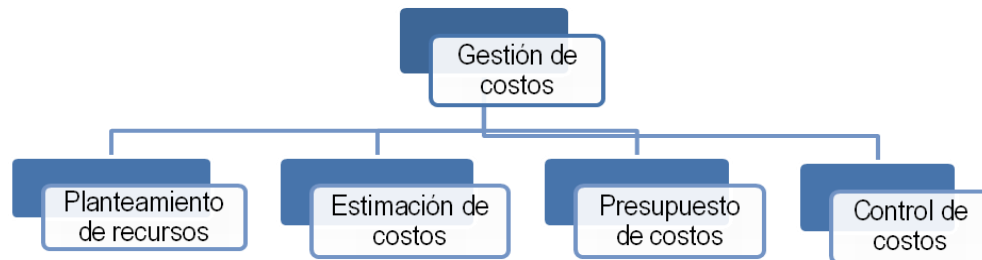 Gestión de
costos
Planteamiento
de recursos
Estimación de
costos
Presupuesto
de costos
Control de
costos